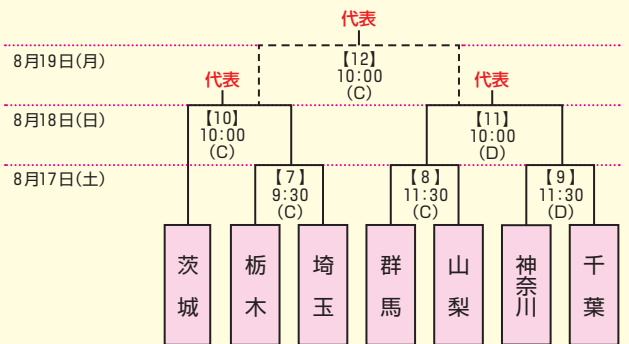 代表
8月19日(月)
【12】
10:00
(C)
代表
代表
8月18日(日)
【10】
10:00
(C)
【11】
10:00
(D)
8月17日(土)
【7】
9:30
(C)
【8】
11:30
(C)
【9】
11:30
(D)
茨城
栃木
埼玉
群馬
山梨
神奈川
千葉